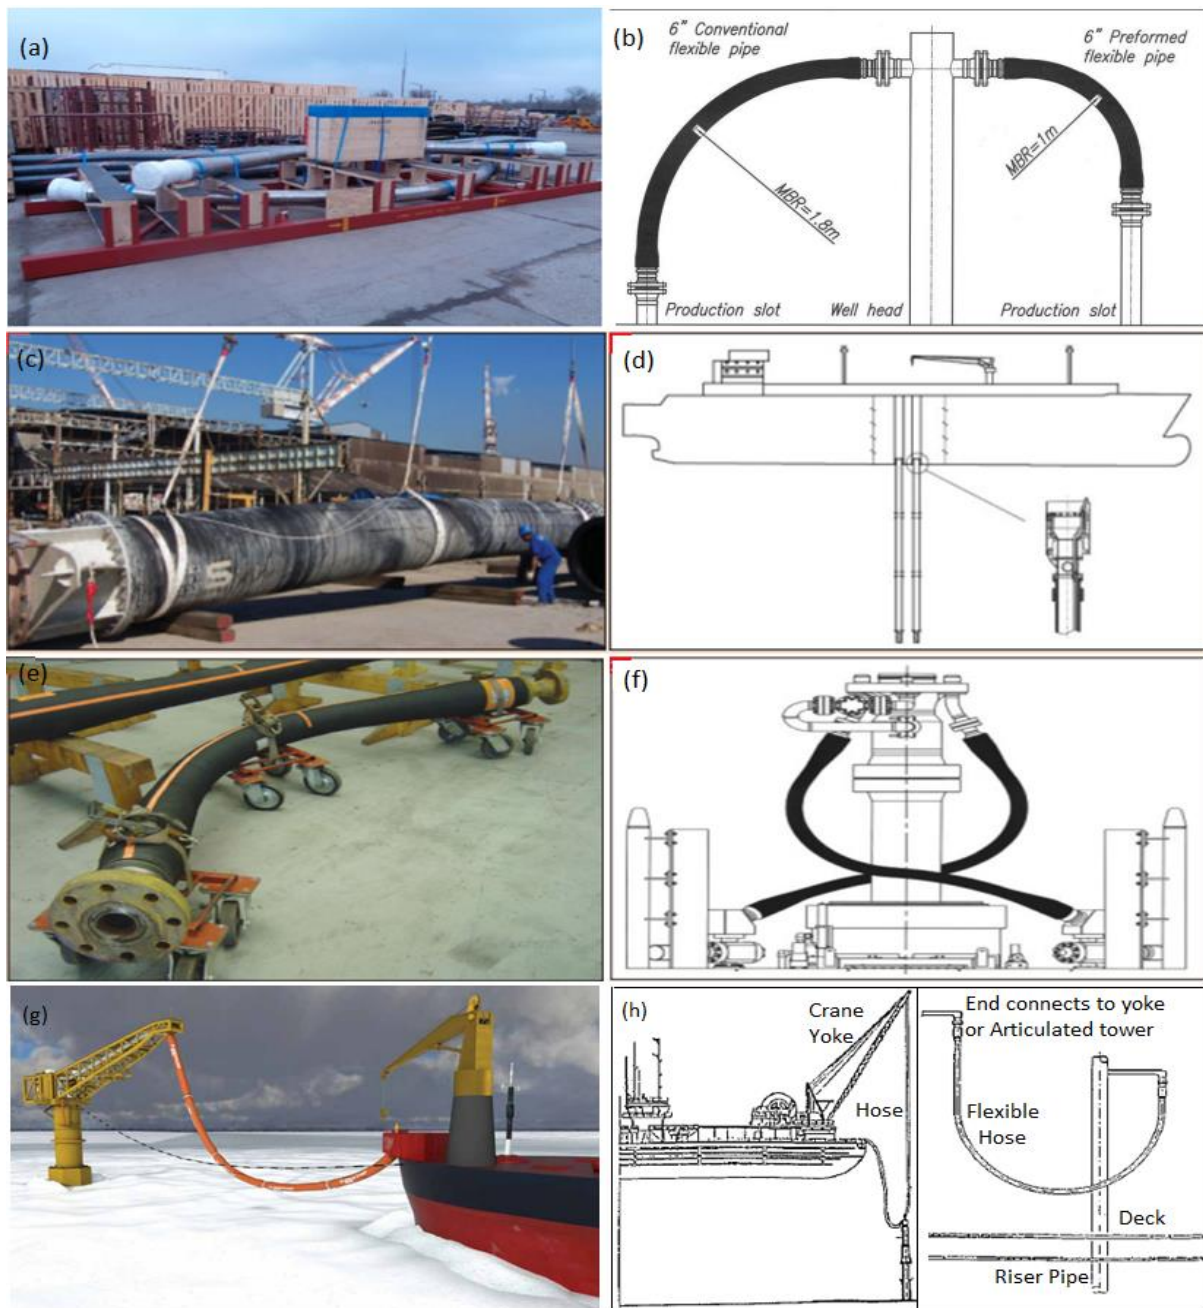 (a)
(b)
6" Conventional
flexible pipe
6" Preformed
flexible pipe
MBR=1.8m
MBR=1m
Production slot
Well head
Production slot
(c)
5
(d)
(e)
(f)
(g)
(h)
Crane
Yoke
Hose
End connects to yoke
or Articulated tower
Flexible
Hose
Deck
Riser Pipe